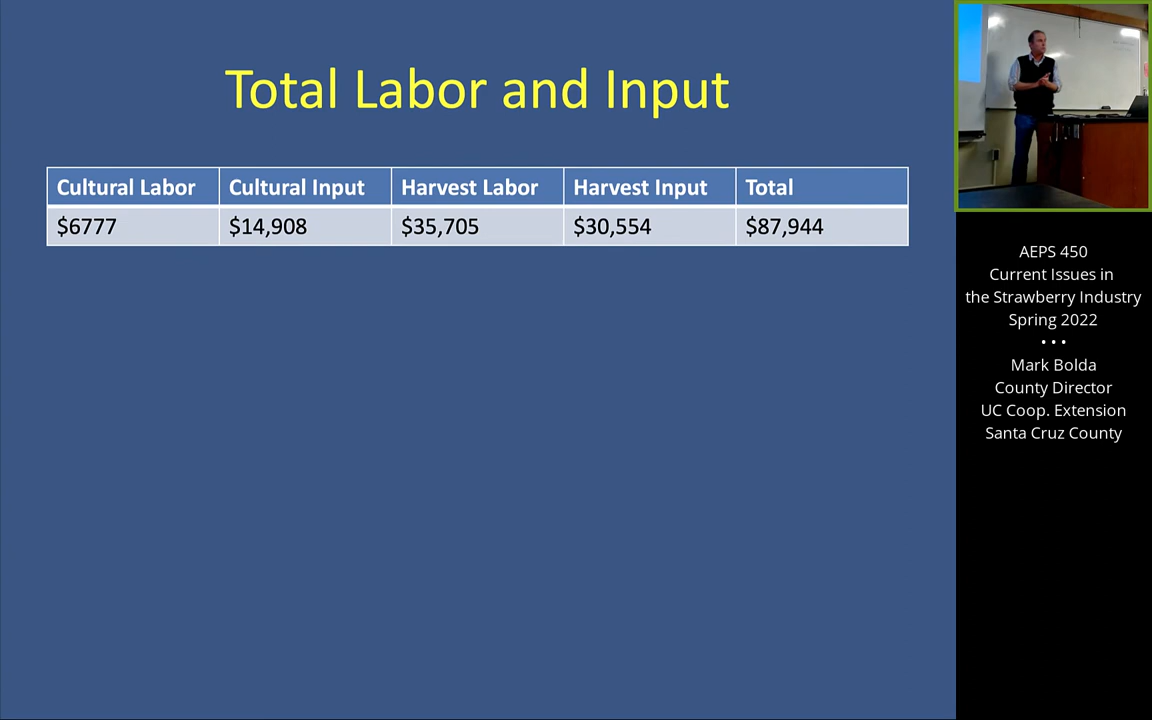 Total Labor and Input
Cultural Labor Cultural Input Harvest Labor Harvest Input Total
$6777 $14,908 $35,705 $30,554 $87,944
AEPS 450
Current Issues in
the Strawberry Industry
Spring 2022
• • •
Mark Bolda
County Director
UC Coop. Extension
Santa Cruz County